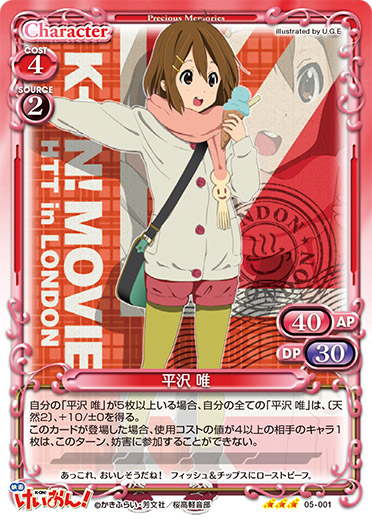 Precious Memories
Character
illustrated by U.G.E
COST
4
SOURCE
2
K-ON! MOVIE
HTT in LONDON
LONDON
40 AP
DP 30
平沢 唯
自分の「平沢 唯」が5枚以上いる場合、自分の全ての「平沢 唯」は、〔天
然2〕、+10/±0を得る。
このカードが登場した場合、使用コストの値が4以上の相手のキャラ1
枚は、このターン、妨害に参加することができない。
あっこれ、おいしそうだね! フィッシュ&チップスにローストビーフ。
映画
けいおん!
K-ON!
©かきふらい・芳文社/桜高軽音部
05-001